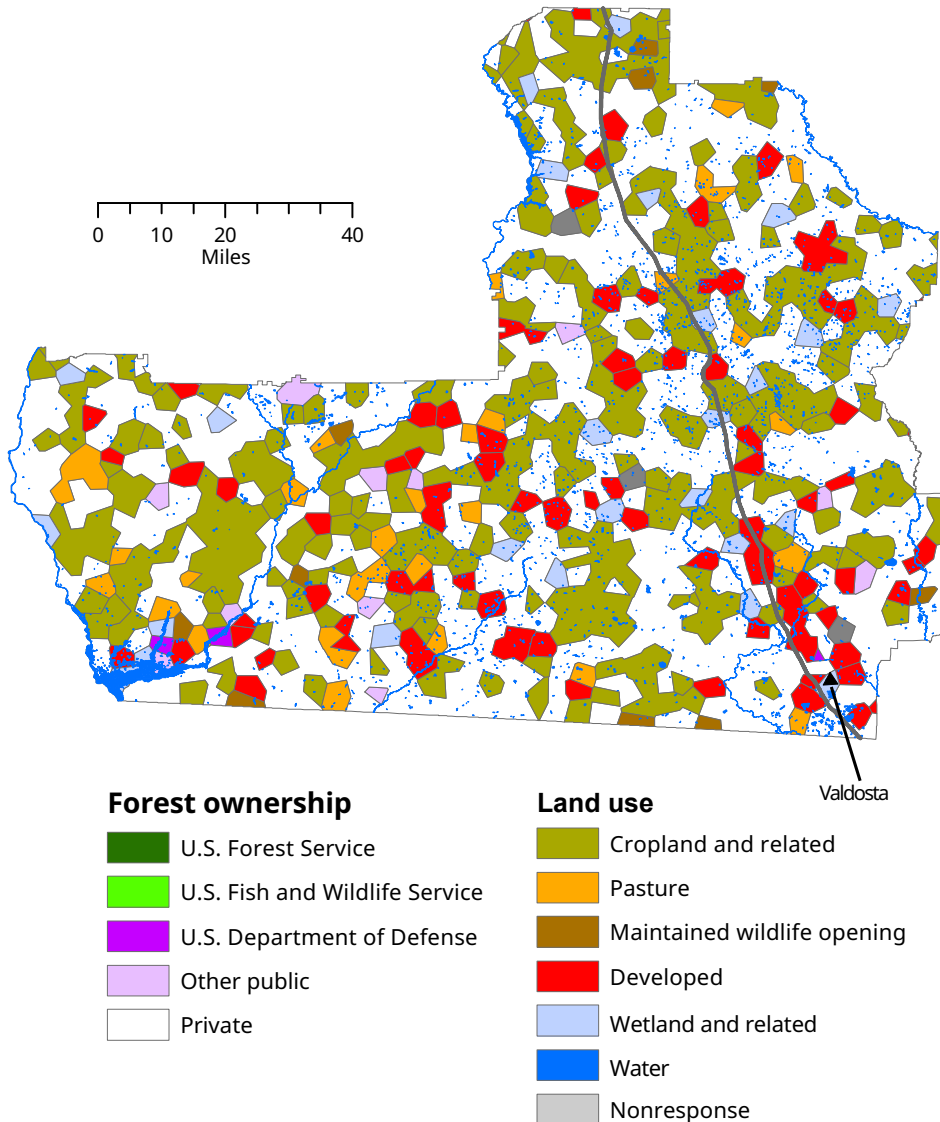 0 10 20 40
Miles
Valdosta
Forest ownership
U.S. Forest Service
U.S. Fish and Wildlife Service
U.S. Department of Defense
Other public
Private
Land use
Cropland and related
Pasture
Maintained wildlife opening
Developed
Wetland and related
Water
Nonresponse